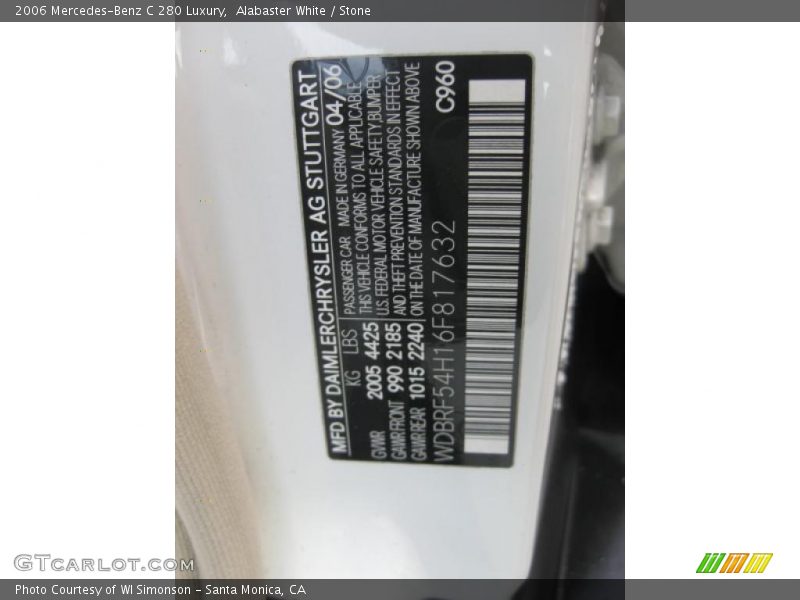 2006 Mercedes-Benz C 280 Luxury,  Alabaster White / Stone
MFD BY DAIMLERCHRYSLER AG STUTTGART
KG LBS PASSENGER CAR MADE IN GERMANY 04/06
GVWR 2005 4425 THIS VEHICLE CONFORMS TO ALL APPLICABLE
U.S. FEDERAL MOTOR VEHICLE SAFETY, BUMPER
GAWR FRONT 990 2185 AND THEFT PREVENTION STANDARDS IN EFFECT
GAWR REAR 1015 2240 ON THE DATE OF MANUFACTURE SHOWN ABOVE
WDBRF54H16F817632 C960
GTcarlot.com
Photo Courtesy of WI Simonson - Santa Monica, CA